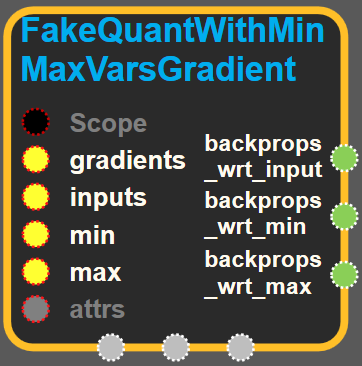 FakeQuantWithMin
MaxVarsGradient
Scope
gradients
inputs
min
max
attrs
backprops
_wrt_input
backprops
_wrt_min
backprops
_wrt_max